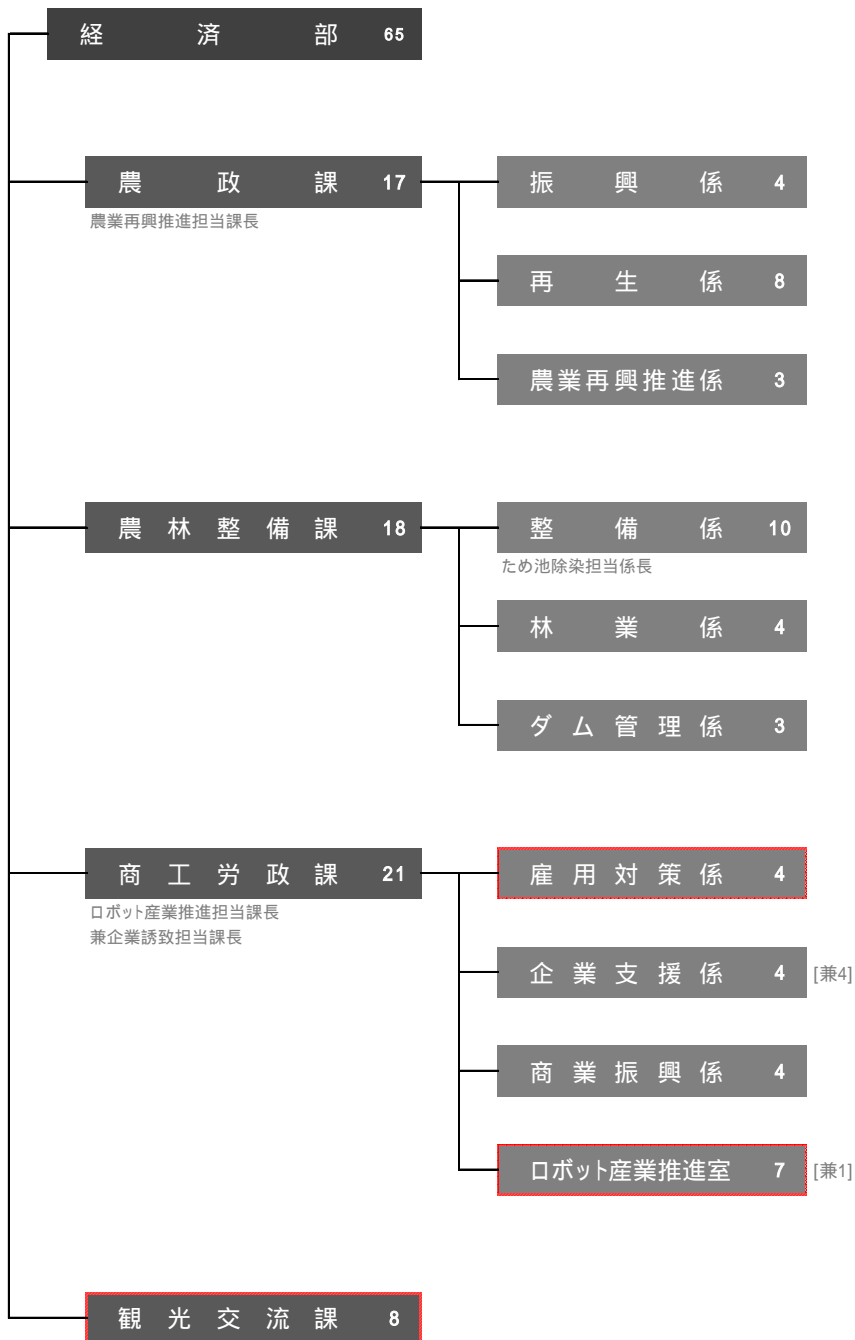 経済部 65
農政課 17
農業再興推進担当課長
振興係 4
再生係 8
農業再興推進係 3
農林整備課 18
整備係 10
ため池除染担当係長
林業係 4
ダム管理係 3
商工労政課 21
ロボット産業推進担当課長
兼企業誘致担当課長
雇用対策係 4
企業支援係 4 [兼4]
商業振興係 4
ロボット産業推進室 7 [兼1]
観光交流課 8